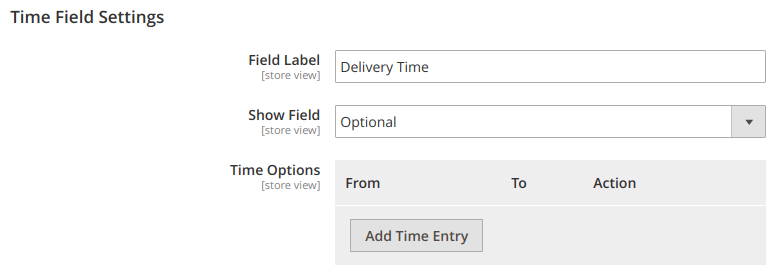 Time Field Settings
Field Label
[store view]
Delivery Time
Show Field
[store view]
Optional
Time Options
[store view]
From To Action
Add Time Entry